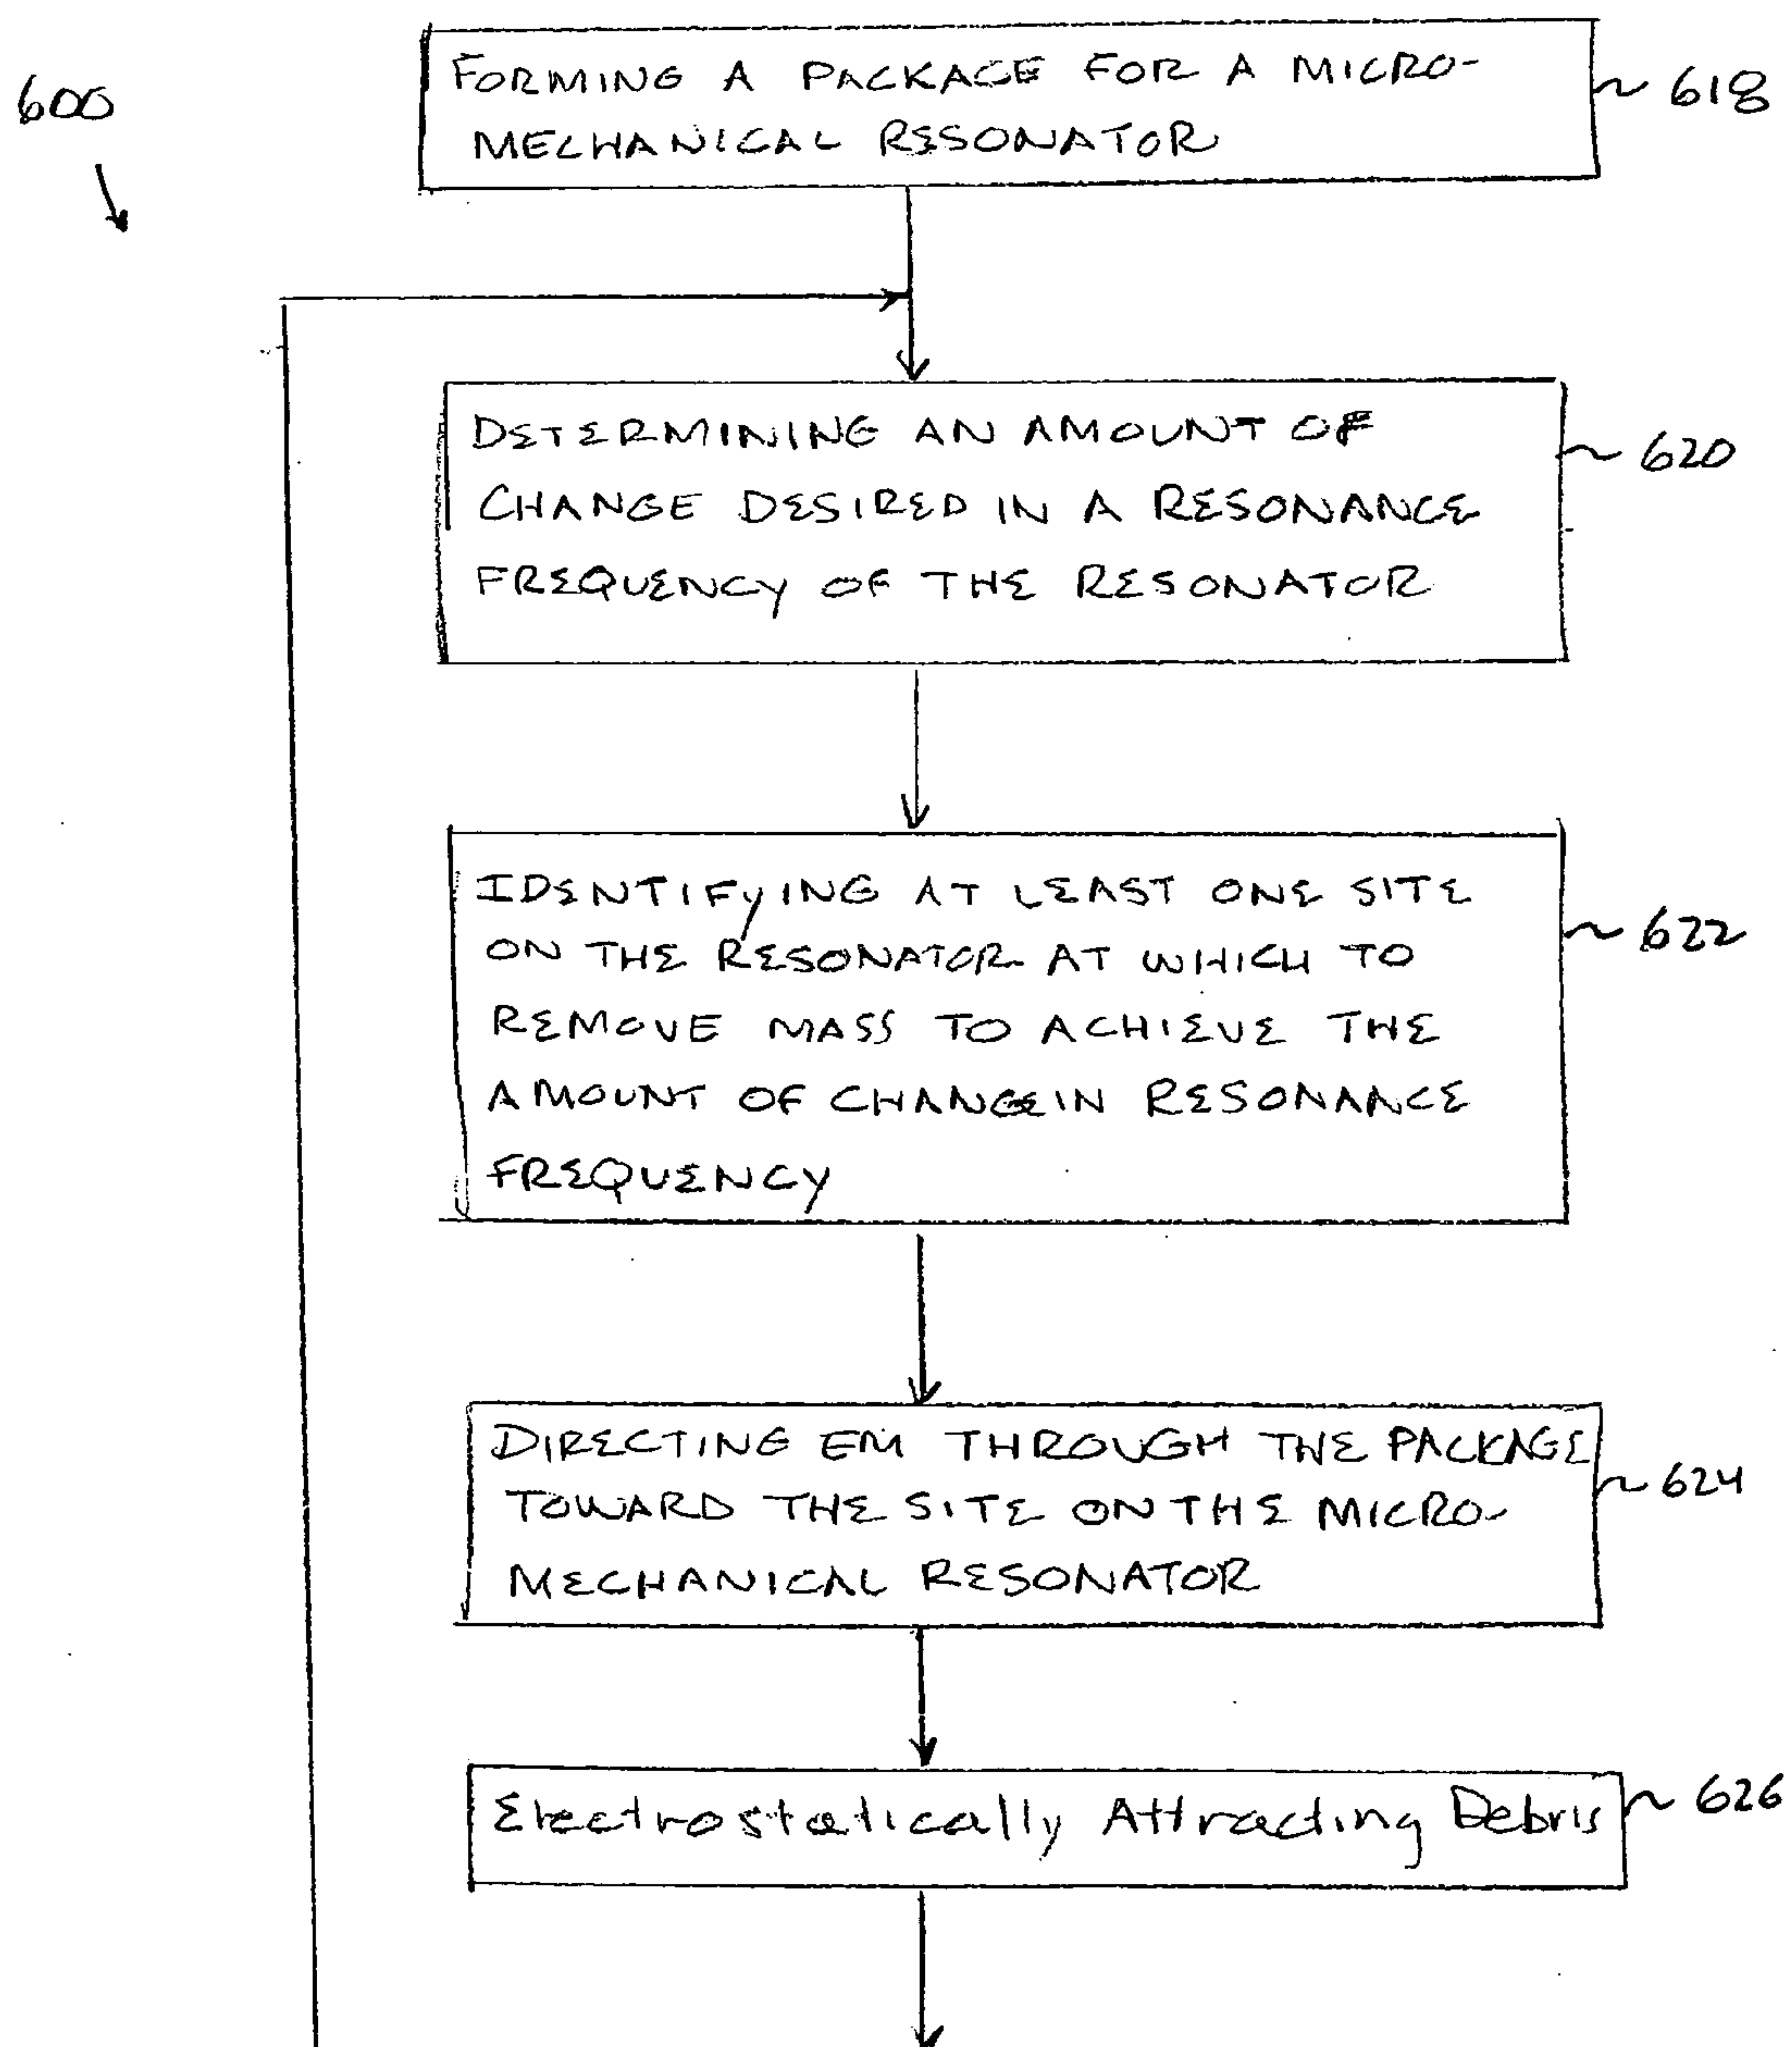 600
FORMING A PACKAGE FOR A MICRO-
MECHANICAL RESONATOR
618
DETERMINING AN AMOUNT OF
CHANGE DESIRED IN A RESONANCE
FREQUENCY OF THE RESONATOR
620
IDENTIFYING AT LEAST ONE SITE
ON THE RESONATOR AT WHICH TO
REMOVE MASS TO ACHIEVE THE
AMOUNT OF CHANGE IN RESONANCE
FREQUENCY
622
DIRECTING EM THROUGH THE PACKAGE
TOWARD THE SITE ON THE MICRO-
MECHANICAL RESONATOR
624
Electrostatically Attracting Debris
626